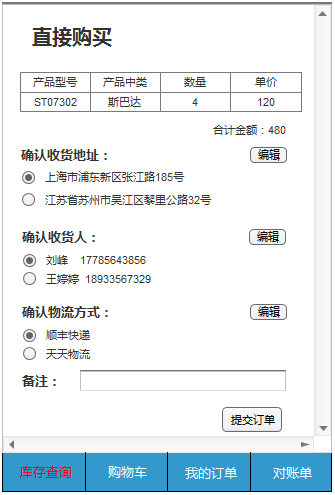 直接购买
产品型号 产品中类 数量 单价
ST07302 斯巴达 4 120
合计金额：480
确认收货地址： 编辑
上海市浦东新区张江路185号
江苏省苏州市吴江区黎里公路32号
确认收货人： 编辑
刘峰 17785643856
王婷婷 18933567329
确认物流方式： 编辑
顺丰快递
天天物流
备注：
提交订单
库存查询 购物车 我的订单 对账单